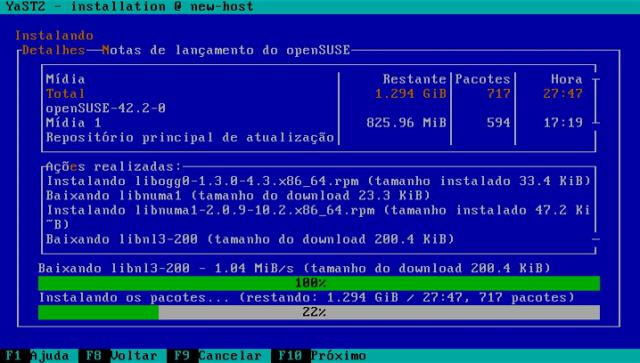 YaST2 - installation @ new-host
Instalando
Detalhes—Notas de lançamento do openSUSE
Mídia Restante Pacotes Hora
Total 1.294 GiB 717 27:47
openSUSE-42.2-0
Mídia 1 825.96 MiB 594 17:19
Repositório principal de atualização
Ações realizadas:
Instalando libogg0-1.3.0-4.3.x86_64.rpm (tamanho instalado 33.4 KiB)
Baixando libnuma1 (tamanho do download 23.3 KiB)
Instalando libnuma1-2.0.9-10.2.x86_64.rpm (tamanho instalado 47.2 Ki
~B)
Baixando libnl3-200 (tamanho do download 200.4 KiB)
Baixando libnl3-200 - 1.04 MiB/s (tamanho do download 200.4 KiB)
100%
Instalando os pacotes... (restando: 1.294 GiB / 27:47, 717 pacotes)
22%
F1 Ajuda F8 Voltar F9 Cancelar F10 Próximo